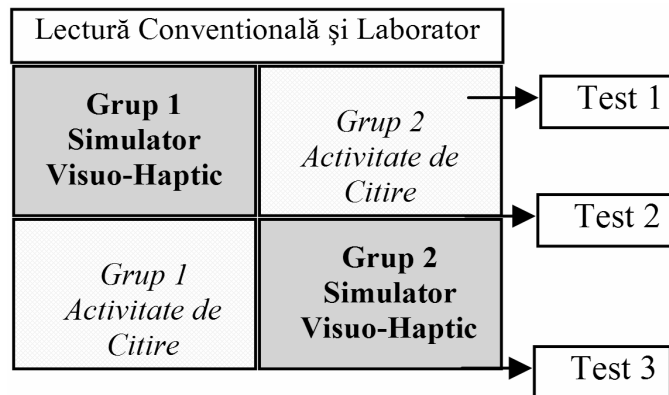 Lectură Convenţională şi Laborator
Grup 1
Simulator
Visuo-Haptic
Grup 2
Activitate de
Citire
Test 1
Test 2
Grup 1
Activitate de
Citire
Grup 2
Simulator
Visuo-Haptic
Test 3